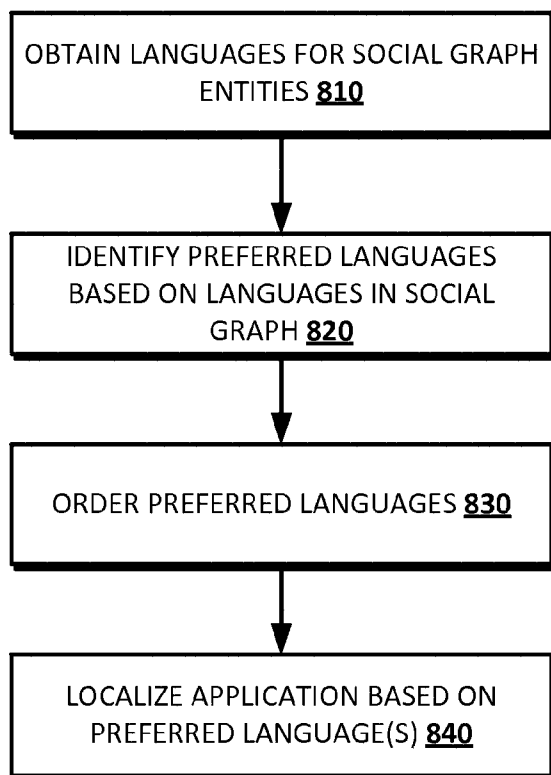 OBTAIN LANGUAGES FOR SOCIAL GRAPH
ENTITIES 810
IDENTIFY PREFERRED LANGUAGES
BASED ON LANGUAGES IN SOCIAL
GRAPH 820
ORDER PREFERRED LANGUAGES 830
LOCALIZE APPLICATION BASED ON
PREFERRED LANGUAGE(S) 840